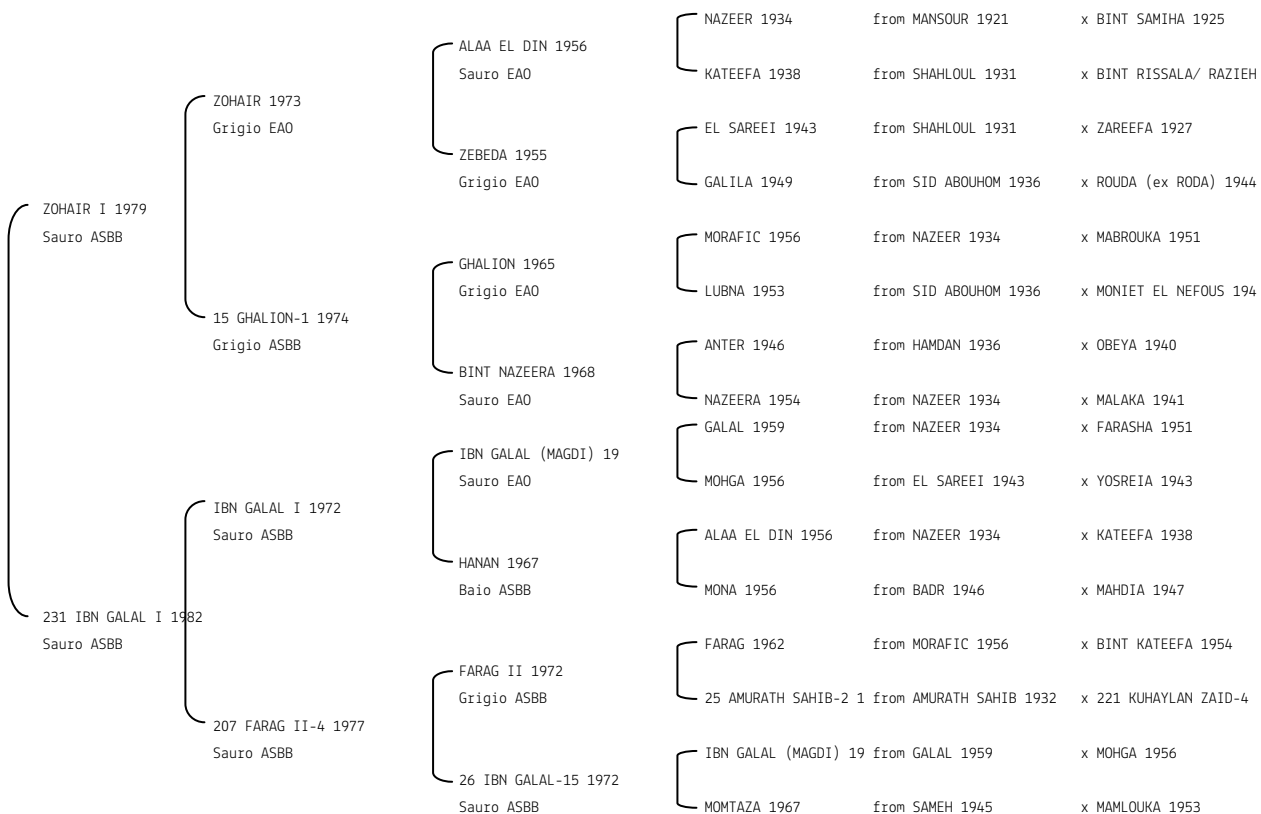 NAZEER 1934 from MANSOUR 1921 x BINT SAMIHA 1925
ALAA EL DIN 1956
Sauro EAO
KATEEFA 1938 from SHAHLOUL 1931 x BINT RISSALA/ RAZIEH
ZOHAIR 1973
Grigio EAO
EL SAREEI 1943 from SHAHLOUL 1931 x ZAREEFA 1927
ZEBEDA 1955
Grigio EAO
GALILA 1949 from SID ABOUHOM 1936 x ROUDA (ex RODA) 1944
ZOHAIR I 1979
Sauro ASBB
MORAFIC 1956 from NAZEER 1934 x MABROUKA 1951
GHALION 1965
Grigio EAO
LUBNA 1953 from SID ABOUHOM 1936 x MONIET EL NEFOUS 194
15 GHALION-1 1974
Grigio ASBB
ANTER 1946 from HAMDAN 1936 x OBEYA 1940
BINT NAZEERA 1968
Sauro EAO
NAZEERA 1954 from NAZEER 1934 x MALAKA 1941
GALAL 1959 from NAZEER 1934 x FARASHA 1951
IBN GALAL (MAGDI) 19
Sauro EAO
MOHGA 1956 from EL SAREEI 1943 x YOSREIA 1943
IBN GALAL I 1972
Sauro ASBB
ALAA EL DIN 1956 from NAZEER 1934 x KATEEFA 1938
HANAN 1967
Baio ASBB
MONA 1956 from BADR 1946 x MAHDIA 1947
231 IBN GALAL I 1982
Sauro ASBB
FARAG 1962 from MORAFIC 1956 x BINT KATEEFA 1954
FARAG II 1972
Grigio ASBB
25 AMURATH SAHIB-2 1 from AMURATH SAHIB 1932 x 221 KUHAYLAN ZAID-4
207 FARAG II-4 1977
Sauro ASBB
IBN GALAL (MAGDI) 19 from GALAL 1959 x MOHGA 1956
26 IBN GALAL-15 1972
Sauro ASBB
MOMTAZA 1967 from SAMEH 1945 x MAMLOUKA 1953